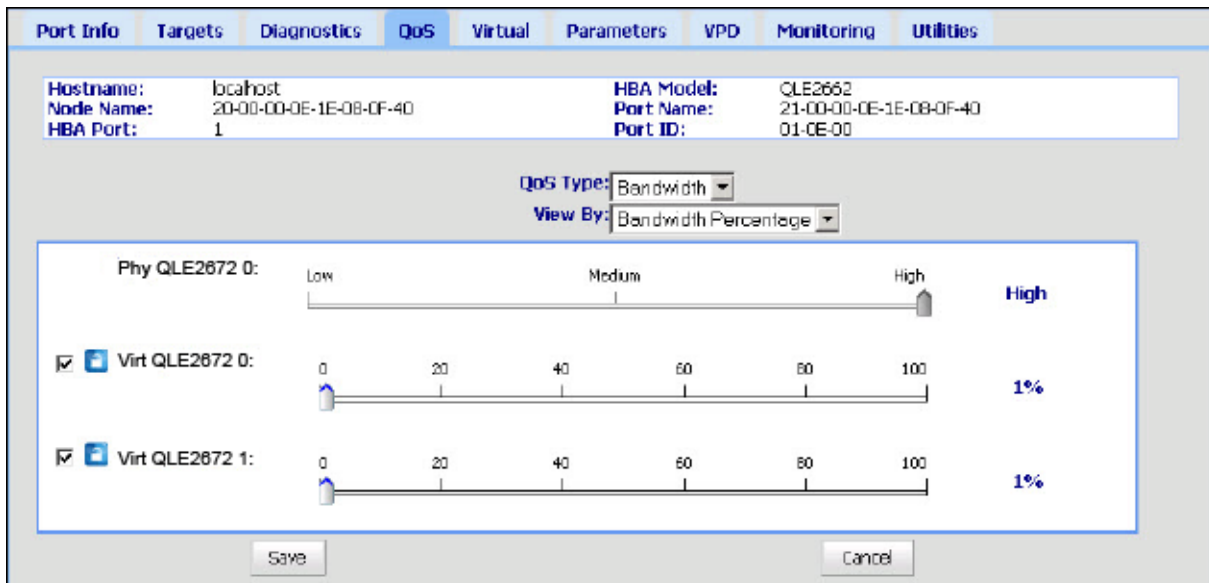 Port Info Targets Diagnostics QoS Virtual Parameters VPD Monitoring Utilities
Hostname: localhost HBA Model: QLE2662
Node Name: 20-00-00-0E-1E-08-0F-40 Port Name: 21-00-00-0E-1E-08-0F-40
HBA Port: 1 Port ID: 01-0E-00
QoS Type: Bandwidth
View By: Bandwidth Percentage
Phy QLE2672 0: Low Medium High High
Virt QLE2672 0: 0 20 40 60 80 100 1%
Virt QLE2672 1: 0 20 40 60 80 100 1%
Save Cancel